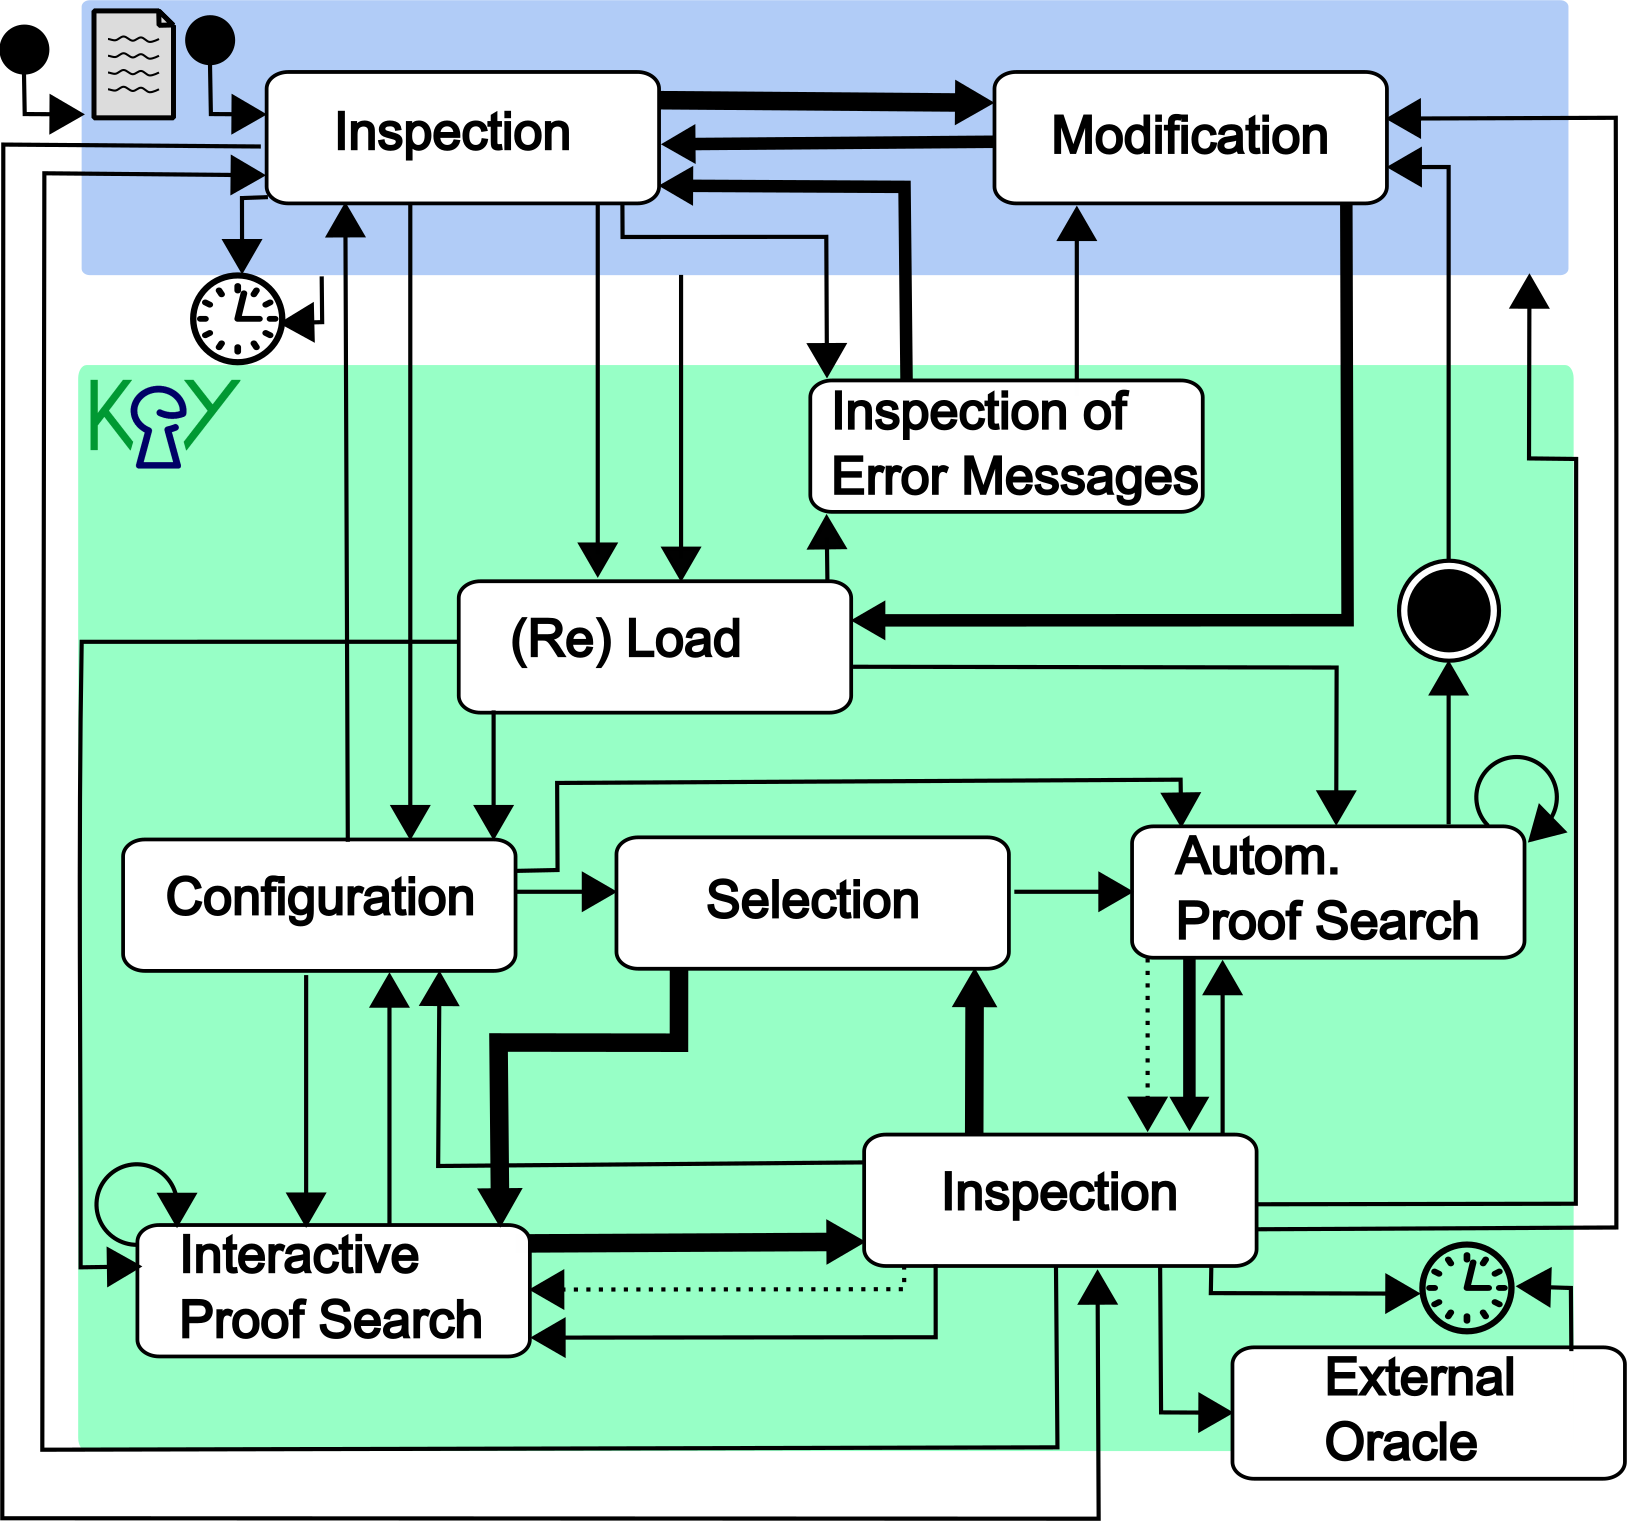 Inspection
Modification
KeY
Inspection of
Error Messages
(Re) Load
Configuration
Selection
Autom.
Proof Search
Inspection
Interactive
Proof Search
External
Oracle